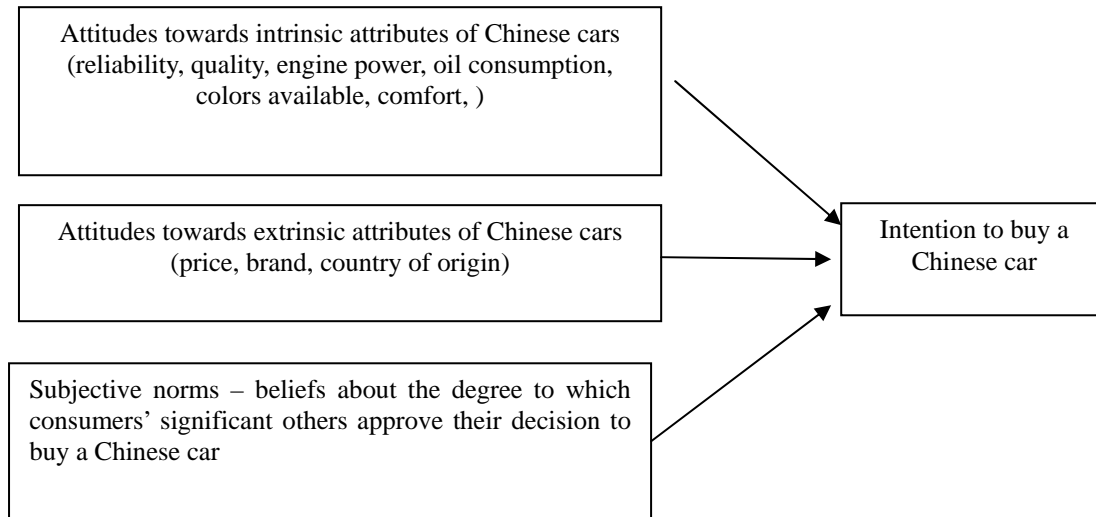 Attitudes towards intrinsic attributes of Chinese cars
(reliability, quality, engine power, oil consumption,
colors available, comfort, )
Attitudes towards extrinsic attributes of Chinese cars
(price, brand, country of origin)
Intention to buy a
Chinese car
Subjective norms – beliefs about the degree to which
consumers’ significant others approve their decision to
buy a Chinese car